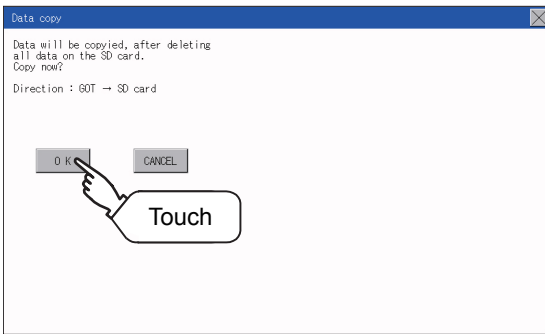 Data copy
Data will be copyied, after deleting
all data on the SD card.
Copy now?
Direction : GOT → SD card
O K
CANCEL
Touch